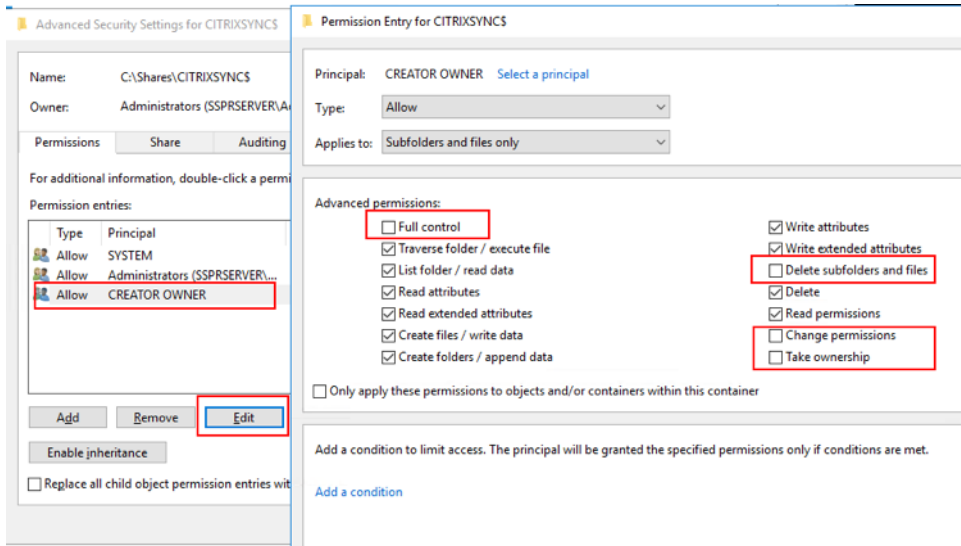 Advanced Security Settings for CITRIXSYNC$
Name: C:\Shares\CITRIXSYNC$
Owner: Administrators (SSPRSERVER\A
Permissions Share Auditing
For additional information, double-click a permi
Permission entries:
Type Principal
Allow SYSTEM
Allow Administrators (SSPRSERVER\...
Allow CREATOR OWNER
Add Remove Edit
Enable inheritance
Replace all child object permission entries wit
Permission Entry for CITRIXSYNC$
Principal: CREATOR OWNER Select a principal
Type: Allow
Applies to: Subfolders and files only
Advanced permissions:
Full control
Traverse folder / execute file
List folder / read data
Read attributes
Read extended attributes
Create files / write data
Create folders / append data
Write attributes
Write extended attributes
Delete subfolders and files
Delete
Read permissions
Change permissions
Take ownership
Only apply these permissions to objects and/or containers within this container
Add a condition to limit access. The principal will be granted the specified permissions only if conditions are met.
Add a condition